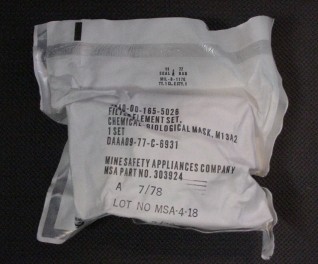 FILTER ELEMENT SET,
CHEMICAL-BIOLOGICAL MASK, M13A2
1 SET
DAAA09-77-C-6931
MINE SAFETY APPLIANCES COMPANY
MSA PART NO. 303924
A 7/78
LOT NO MSA-4-18